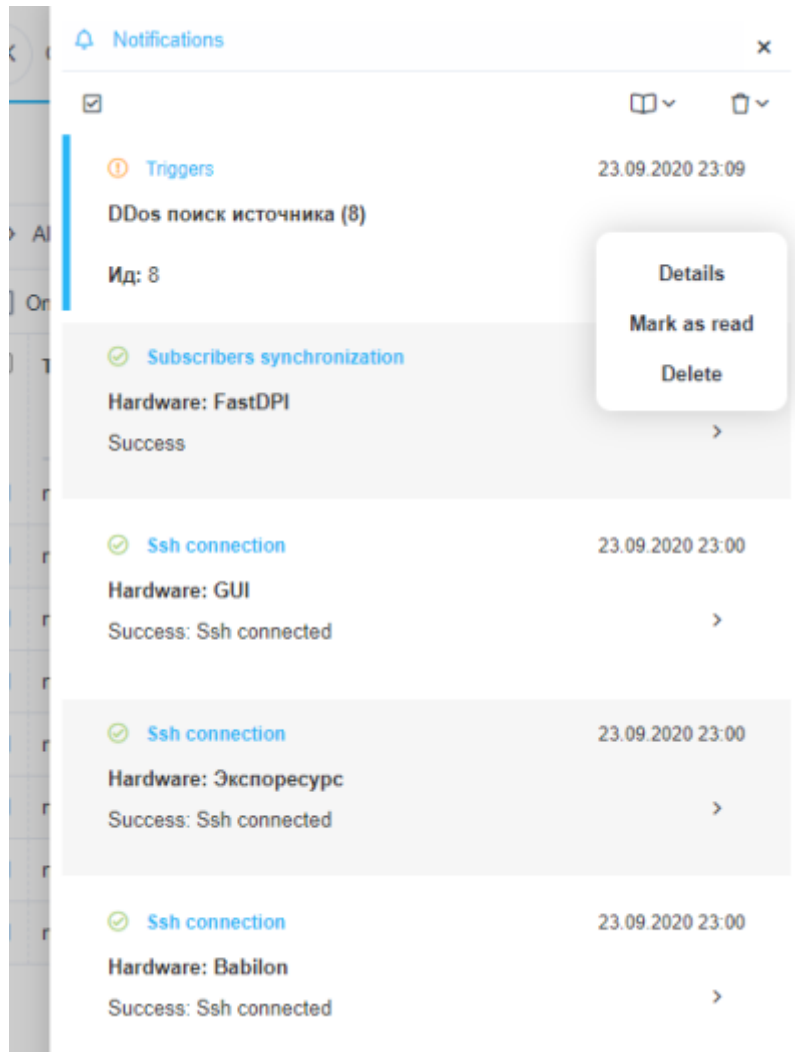 Notifications
Triggers 23.09.2020 23:09
DDos поиск источника (8)
Ид: 8
Details
Mark as read
Delete
Subscribers synchronization
Hardware: FastDPI
Success
Ssh connection 23.09.2020 23:00
Hardware: GUI
Success: Ssh connected
Ssh connection 23.09.2020 23:00
Hardware: Экспоресурс
Success: Ssh connected
Ssh connection 23.09.2020 23:00
Hardware: Babilon
Success: Ssh connected